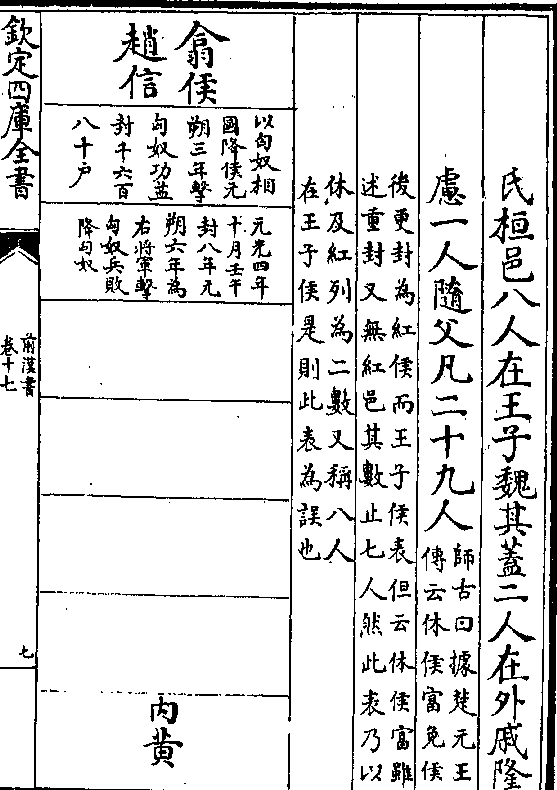 氏桓邑八人在王子魏其蓋二人在外戚隆
慮一人隨父凡二十九人
師古曰據楚元王
傳云休侯富免侯
後更封為紅侯而王子侯表但云休侯富雖
述重封又無紅邑其數止七人然此表乃以
休及紅列為二數又稱八人
在王子侯是則此表為誤也
翕侯
趙信
以匈奴相
國降侯元
朔三年擊
匈奴功益
封千六百
八十户
元光四年
十月壬午
封八年元
朔六年為
右將軍擊
匈奴兵敗
降匈奴
内黄
欽定四庫全書
前漢書
卷十七
七